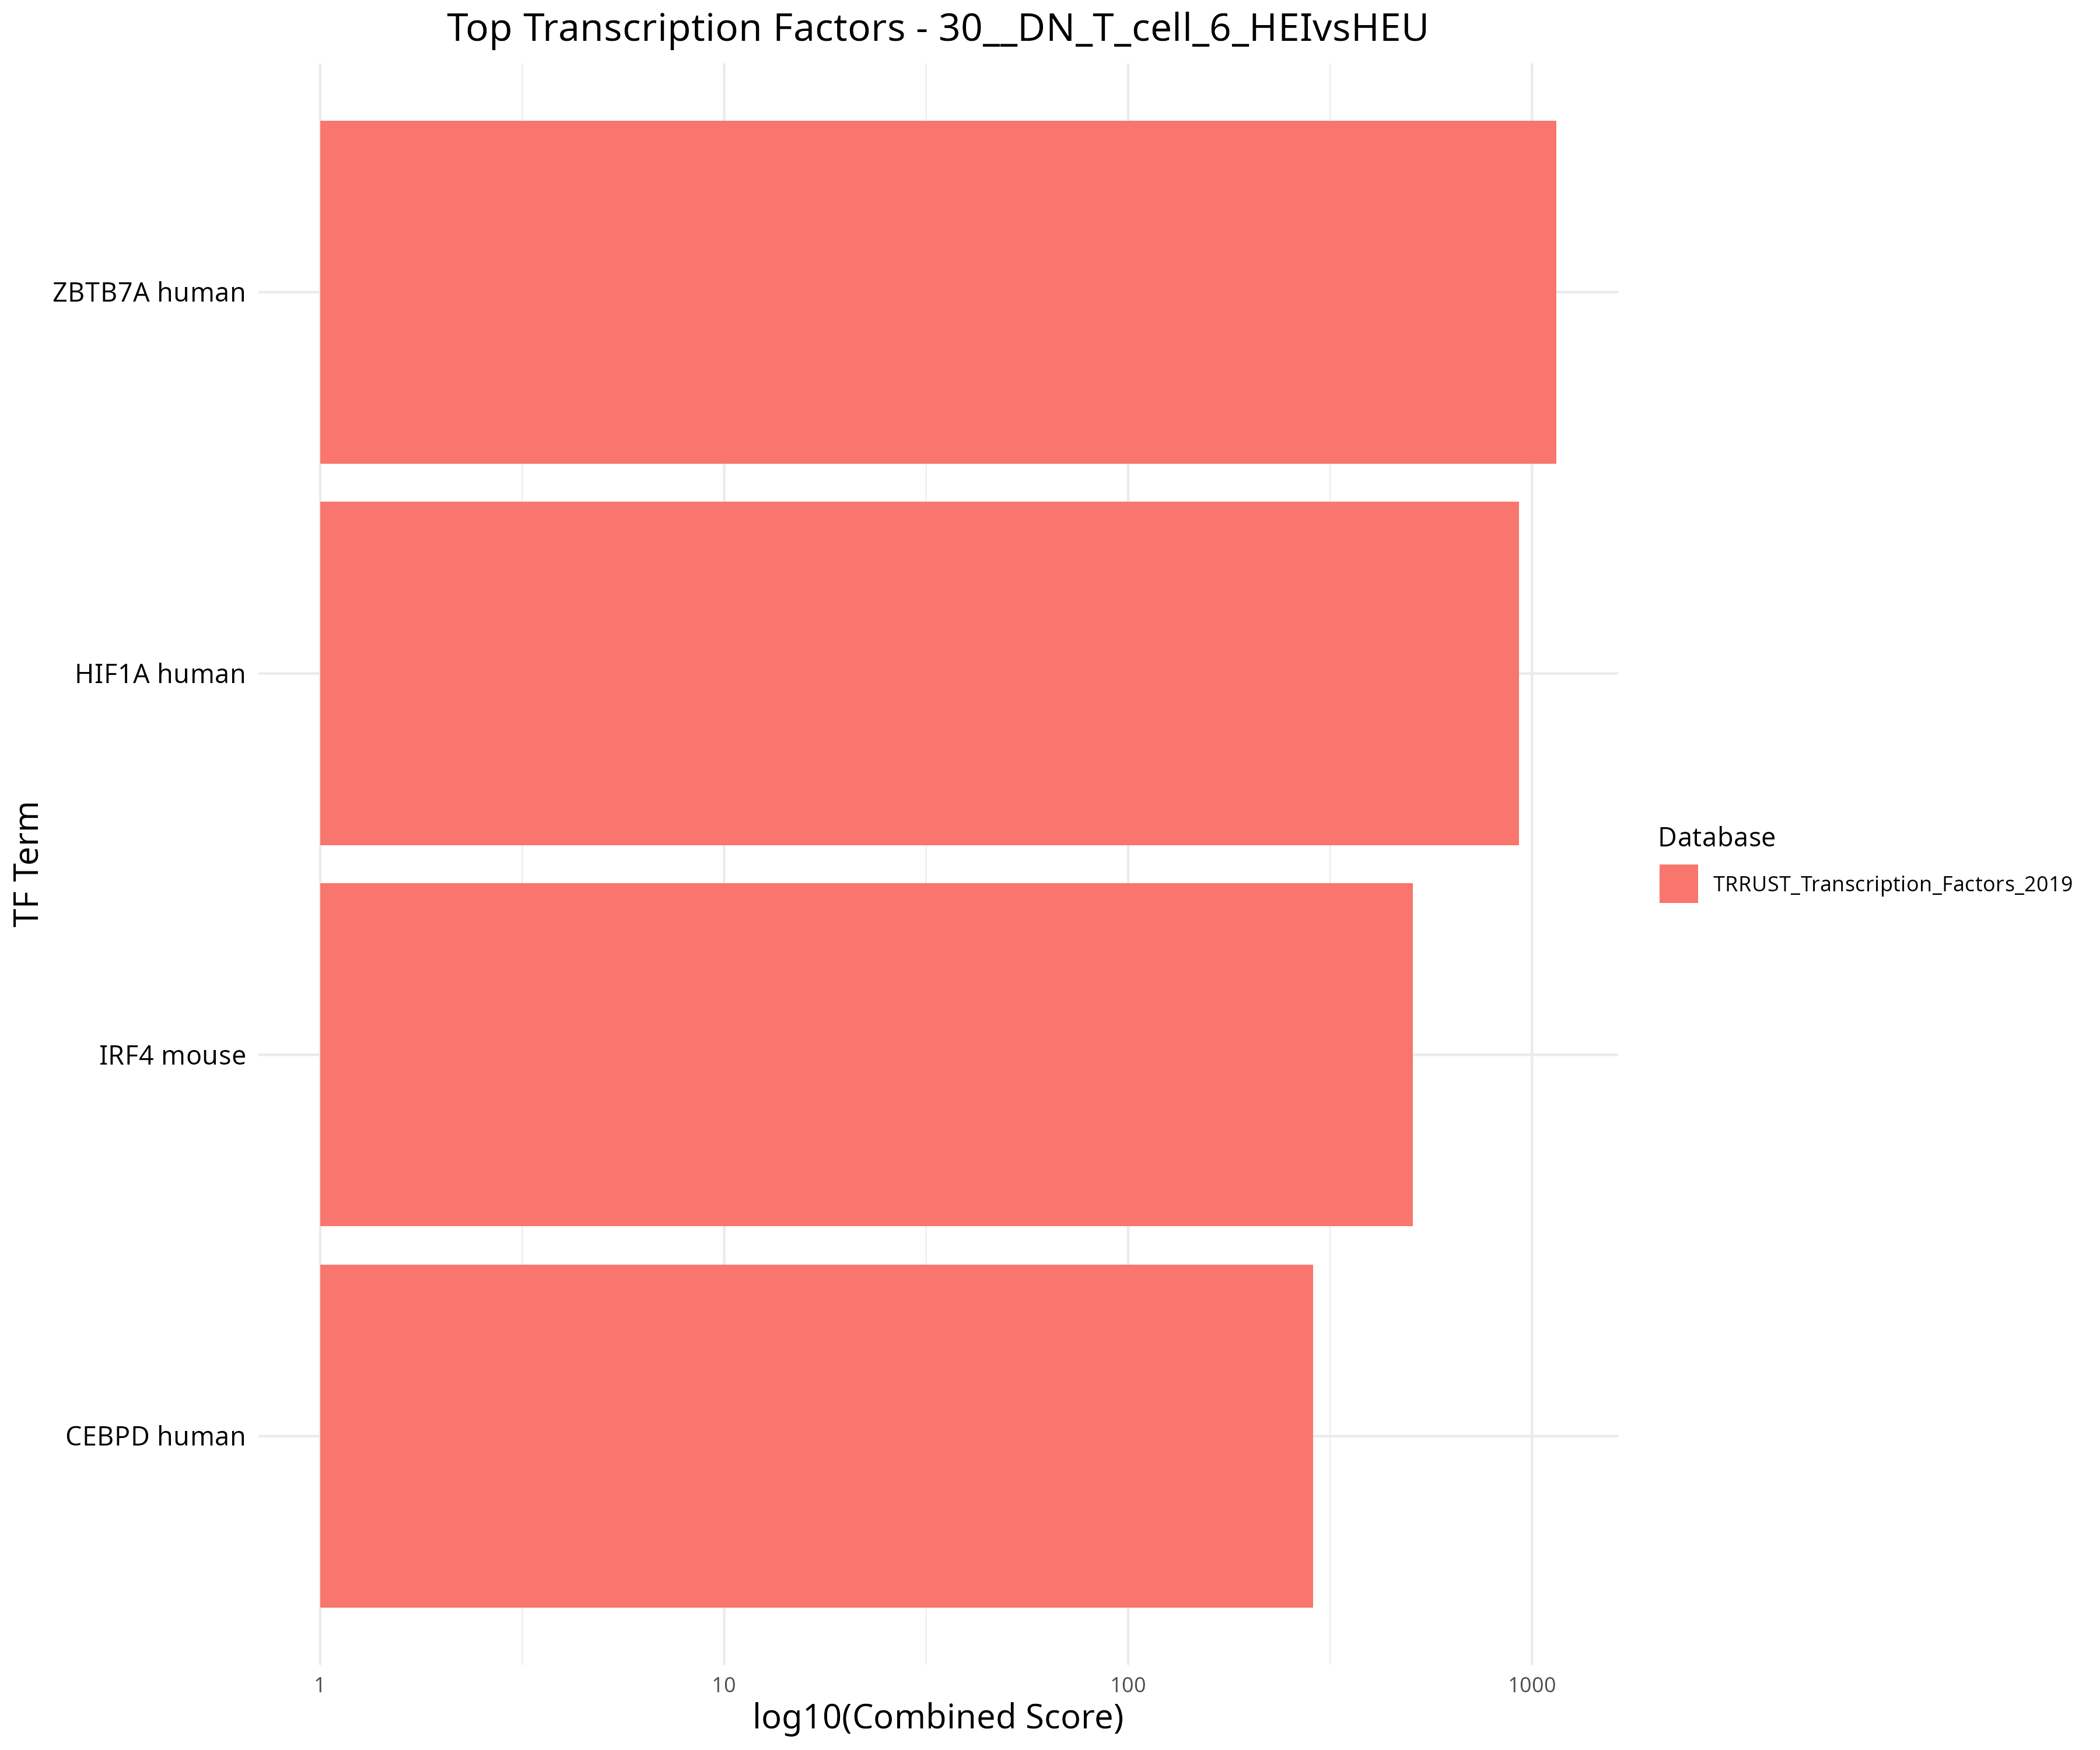 Top Transcription Factors - 30__DN_T_cell_6_HEIvsHEU
ZBTB7A human
HIF1A human
IRF4 mouse
CEBPD human
TF Term
1 10 100 1000
log10(Combined Score)
Database
TRRUST_Transcription_Factors_2019